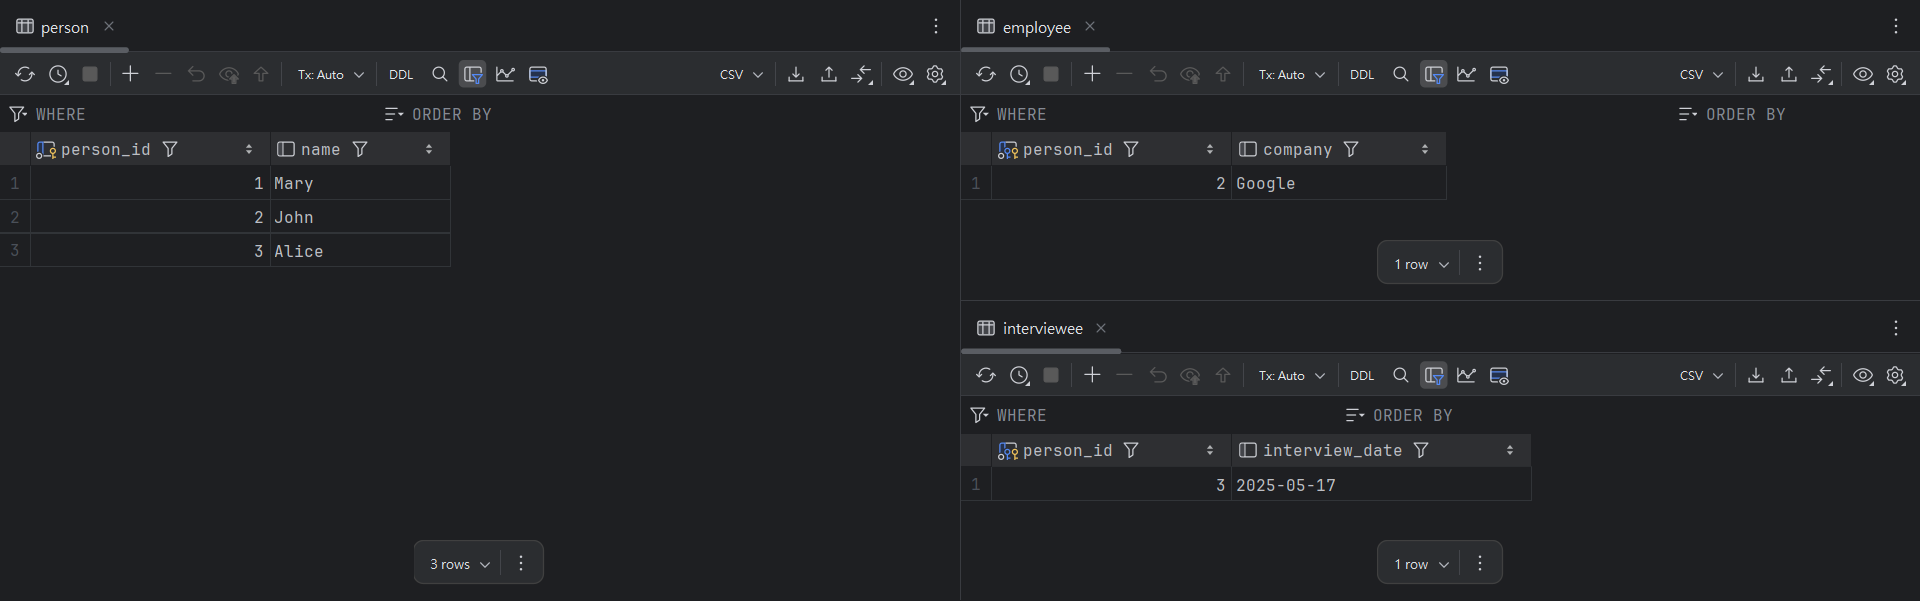 person
Tx: Auto DDL CSV
WHERE ORDER BY
person_id name
1 1 Mary
2 2 John
3 3 Alice
3 rows
employee
Tx: Auto DDL CSV
WHERE ORDER BY
person_id company
1 2 Google
1 row
interviewee
Tx: Auto DDL CSV
WHERE ORDER BY
person_id interview_date
1 3 2025-05-17
1 row